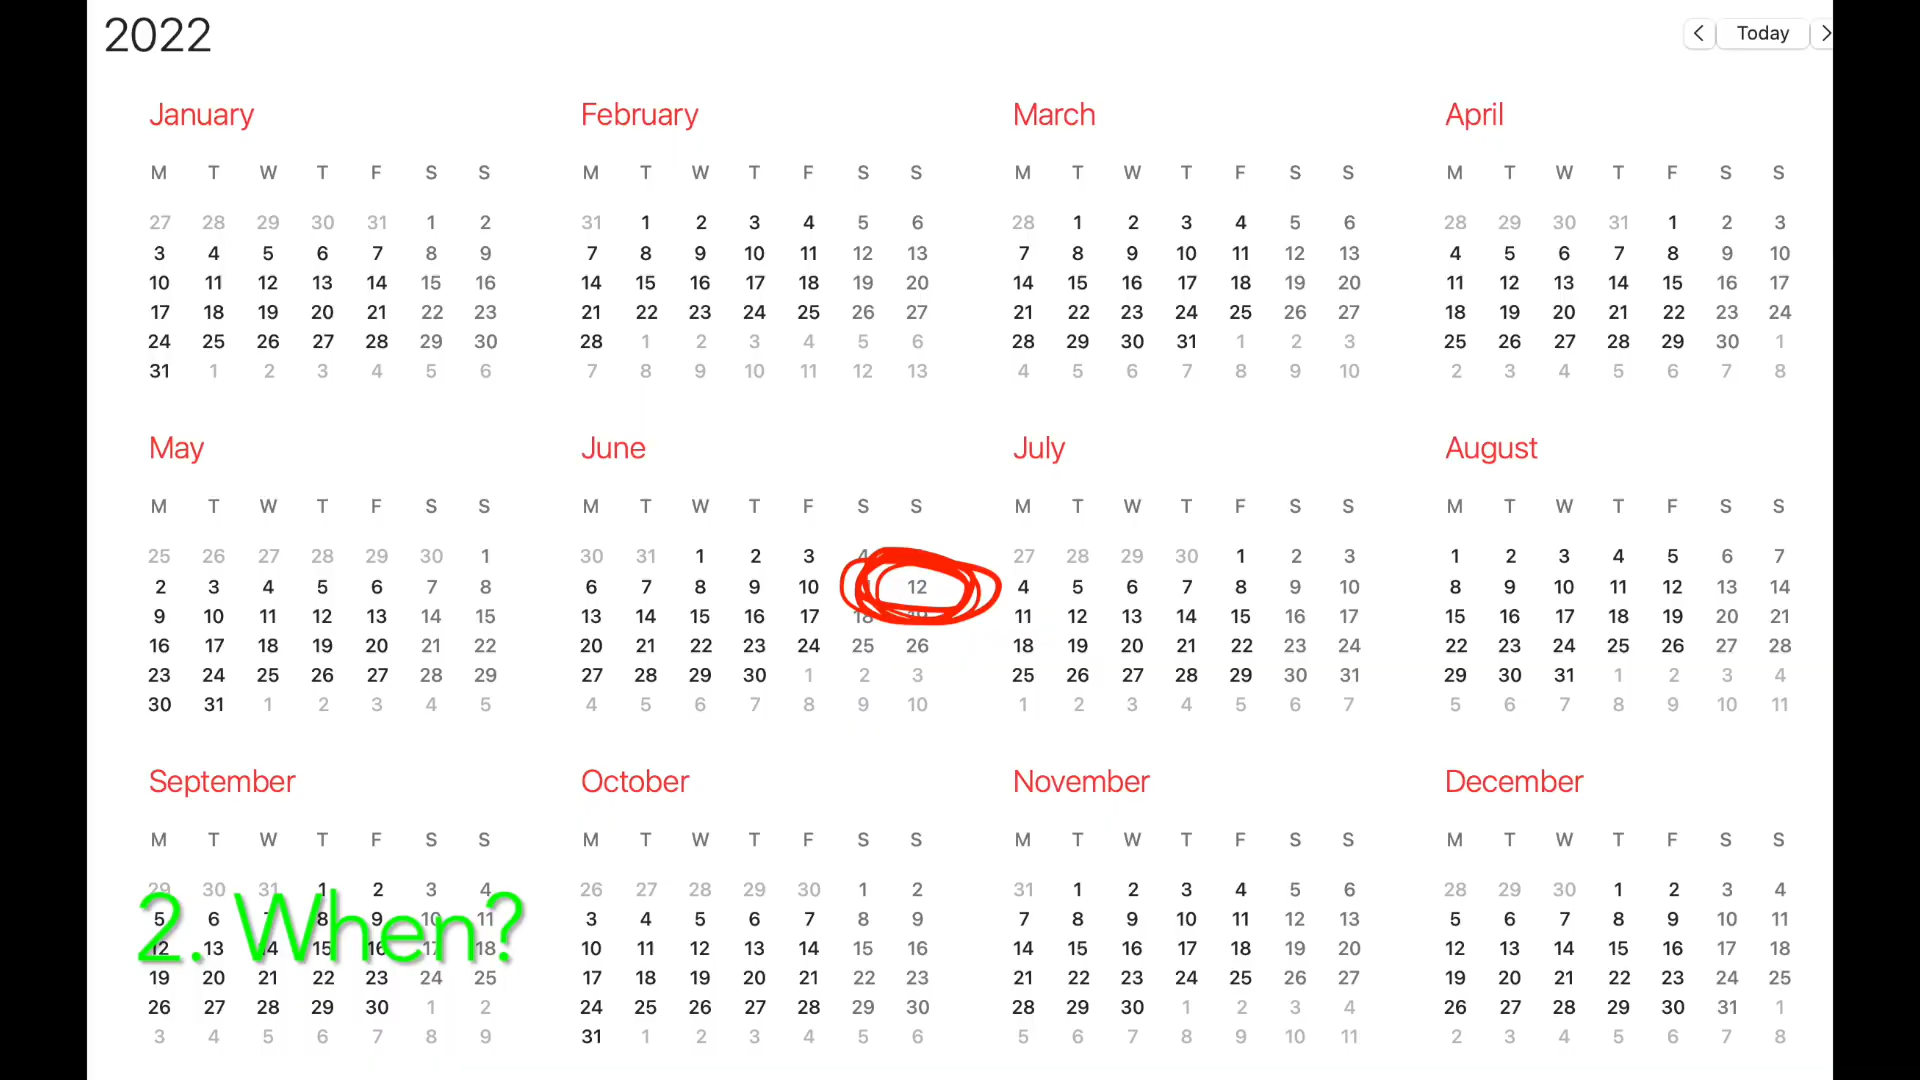 2022
Today
January February March April
M T W T F S S M T W T F S S M T W T F S S M T W T F S S
27 28 29 30 31 1 2 31 1 2 3 4 5 6 28 1 2 3 4 5 6 28 29 30 31 1 2 3
3 4 5 6 7 8 9 7 8 9 10 11 12 13 7 8 9 10 11 12 13 4 5 6 7 8 9 10
10 11 12 13 14 15 16 14 15 16 17 18 19 20 14 15 16 17 18 19 20 11 12 13 14 15 16 17
17 18 19 20 21 22 23 21 22 23 24 25 26 27 21 22 23 24 25 26 27 18 19 20 21 22 23 24
24 25 26 27 28 29 30 28 1 2 3 4 5 6 28 29 30 31 1 2 3 25 26 27 28 29 30 1
31 1 2 3 4 5 6 7 8 9 10 11 12 13 4 5 6 7 8 9 10 2 3 4 5 6 7 8
May June July August
M T W T F S S M T W T F S S M T W T F S S M T W T F S S
25 26 27 28 29 30 1 30 31 1 2 3 4 27 28 29 30 1 2 3 1 2 3 4 5 6 7
2 3 4 5 6 7 8 6 7 8 9 10 12 4 5 6 7 8 9 10 8 9 10 11 12 13 14
9 10 11 12 13 14 15 13 14 15 16 17 18 19 11 12 13 14 15 16 17 15 16 17 18 19 20 21
16 17 18 19 20 21 22 20 21 22 23 24 25 26 18 19 20 21 22 23 24 22 23 24 25 26 27 28
23 24 25 26 27 28 29 27 28 29 30 1 2 3 25 26 27 28 29 30 31 29 30 31 1 2 3 4
30 31 1 2 3 4 5 4 5 6 7 8 9 10 1 2 3 4 5 6 7 5 6 7 8 9 10 11
September October November December
M T W T F S S M T W T F S S M T W T F S S M T W T F S S
29 30 31 1 2 3 4 26 27 28 29 30 1 2 31 1 2 3 4 5 6 28 29 30 1 2 3 4
5 6 7 8 9 10 11 3 4 5 6 7 8 9 7 8 9 10 11 12 13 5 6 7 8 9 10 11
2. When?
12 13 14 15 16 17 18 10 11 12 13 14 15 16 14 15 16 17 18 19 20 12 13 14 15 16 17 18
19 20 21 22 23 24 25 17 18 19 20 21 22 23 21 22 23 24 25 26 27 19 20 21 22 23 24 25
26 27 28 29 30 1 2 24 25 26 27 28 29 30 28 29 30 1 2 3 4 26 27 28 29 30 31 1
3 4 5 6 7 8 9 31 1 2 3 4 5 6 5 6 7 8 9 10 11 2 3 4 5 6 7 8